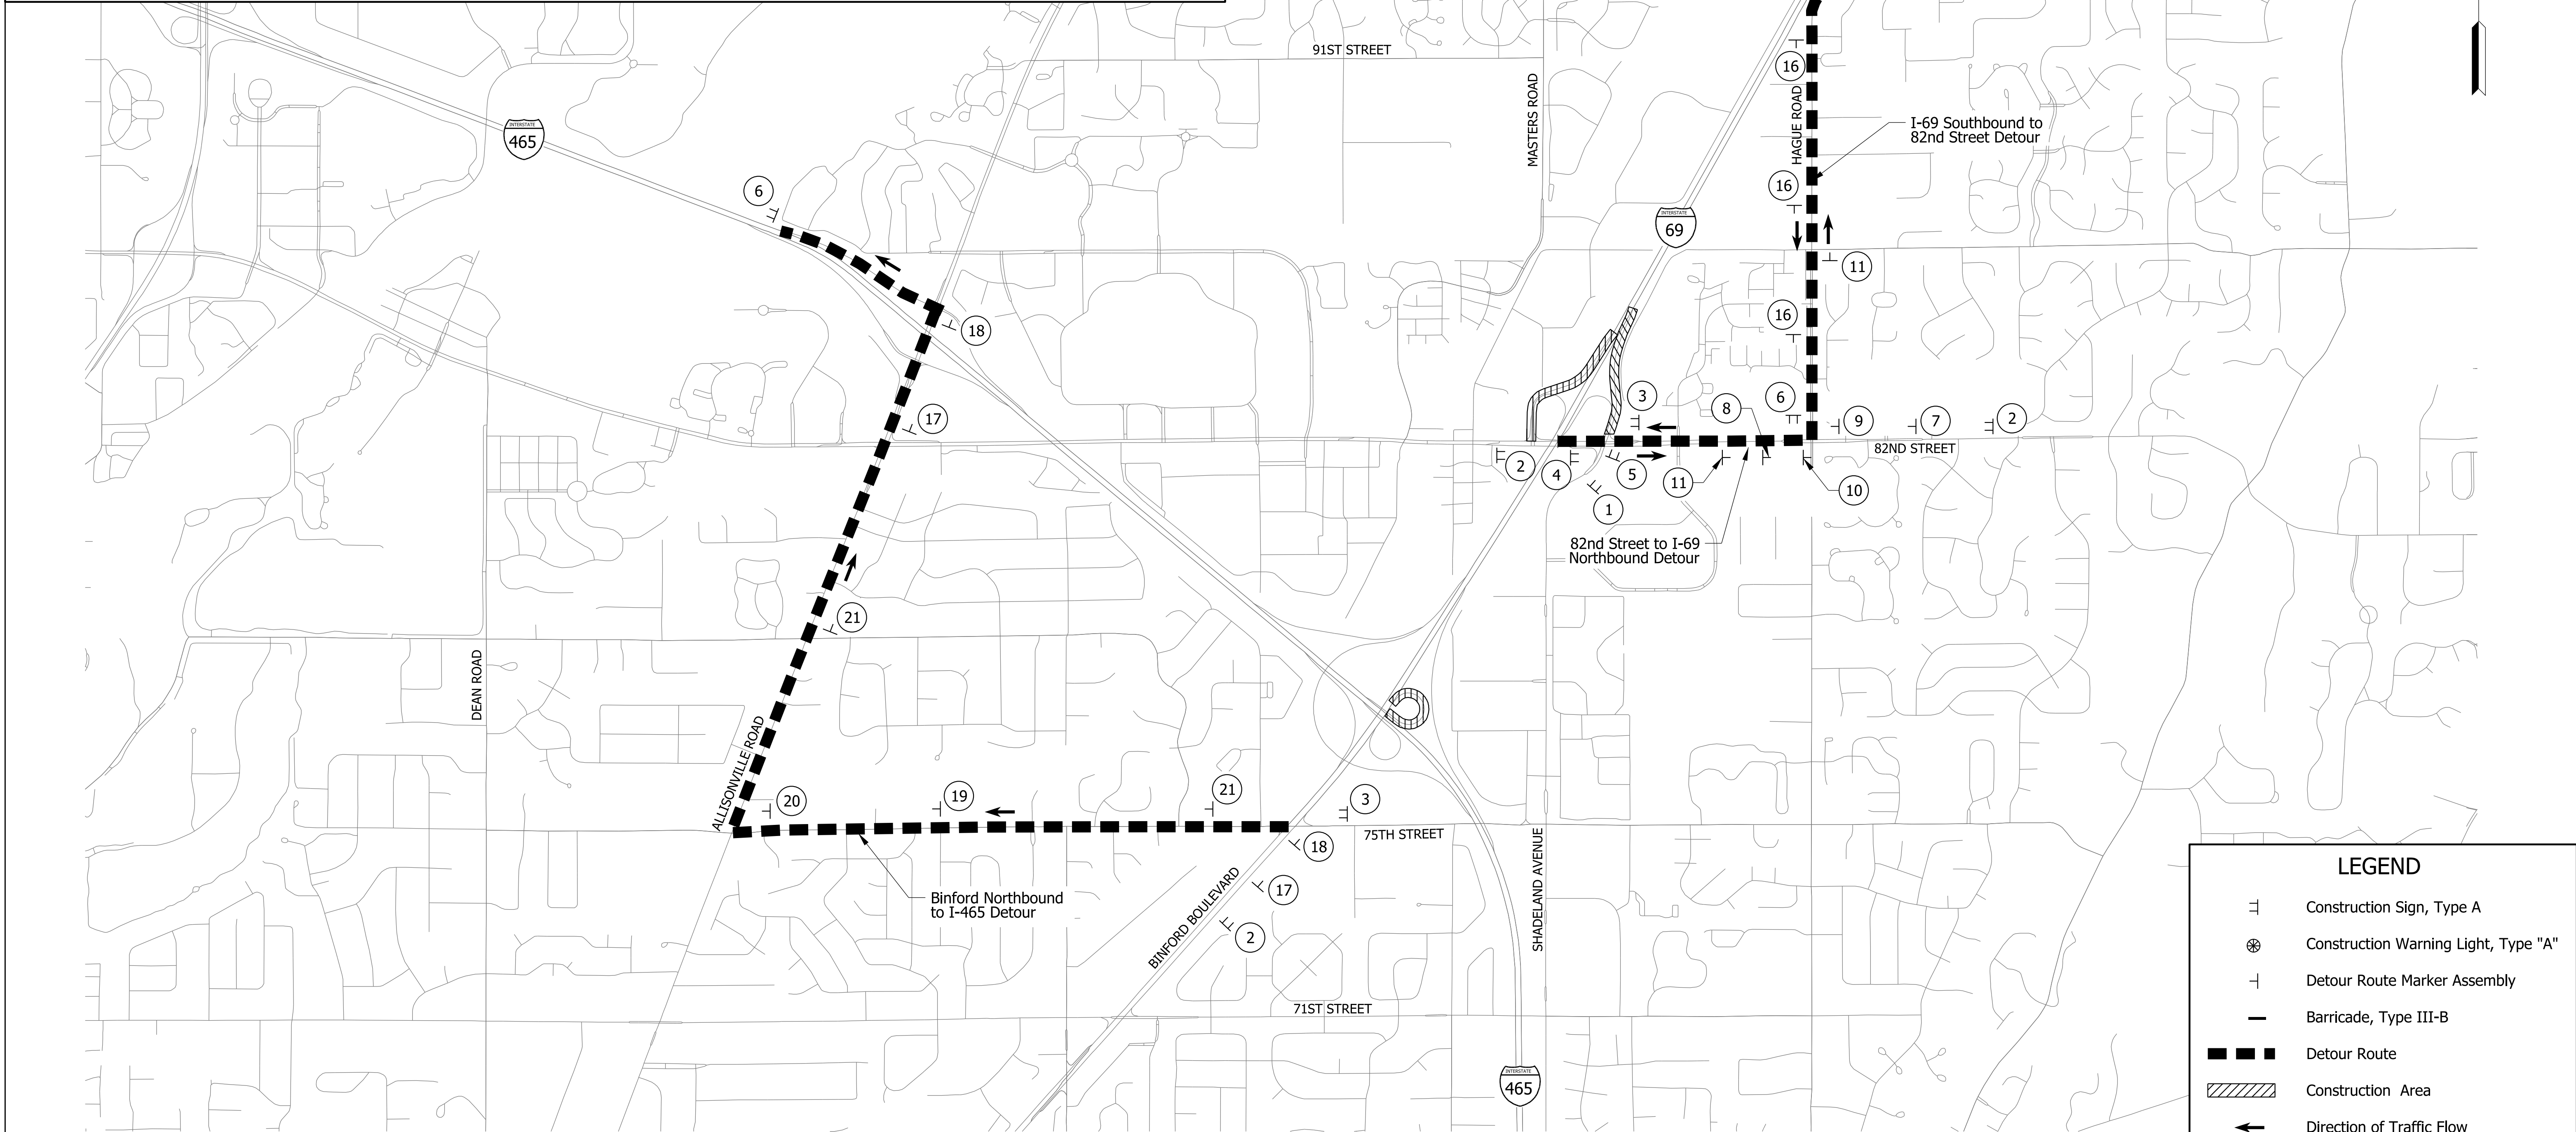 91ST STREET
MASTERS ROAD
HAGUE ROAD
16
I-69 Southbound to
82nd Street Detour
INTERSTATE
465
6
16
INTERSTATE
69
11
18
16
3
8
6
9
7
2
17
82ND STREET
2
4
5
11
10
1
82nd Street to I-69
Northbound Detour
21
DEAN ROAD
ALLISONVILLE ROAD
20
19
21
3
75TH STREET
18
SHADELAND AVENUE
17
BINFORD BOULEVARD
Binford Northbound
to I-465 Detour
2
71ST STREET
INTERSTATE
465
LEGEND
Construction Sign, Type A
Construction Warning Light, Type "A"
Detour Route Marker Assembly
Barricade, Type III-B
Detour Route
Construction Area
Direction of Traffic Flow